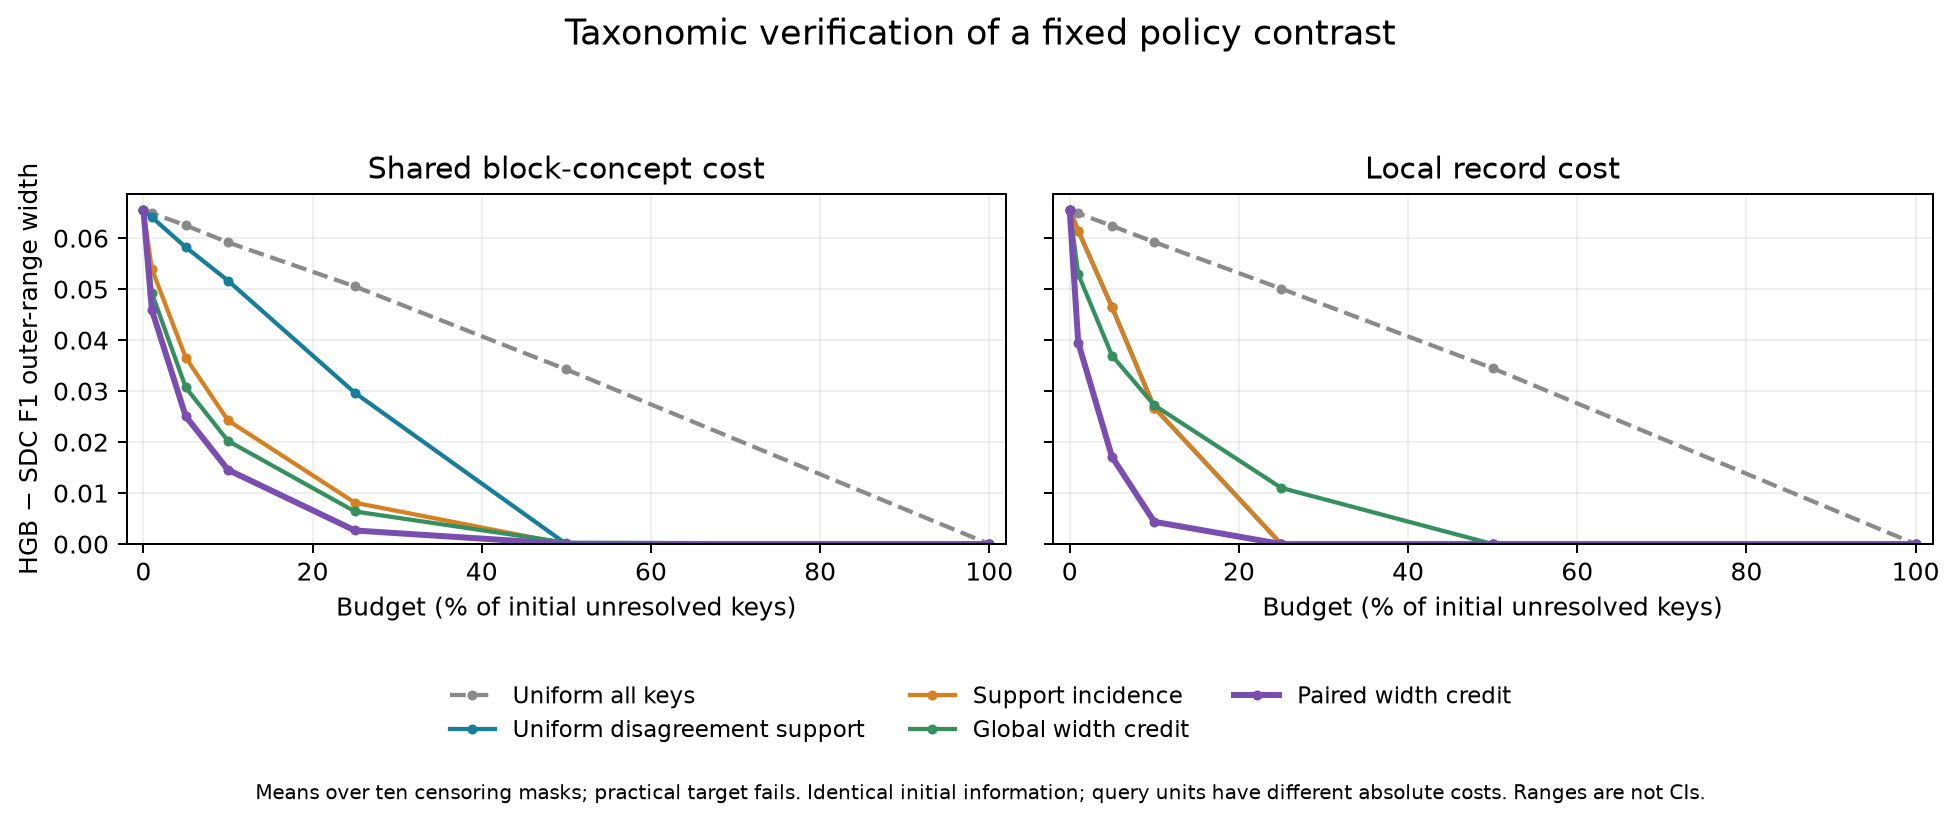 Taxonomic verification of a fixed policy contrast
Shared block-concept cost
Local record cost
HGB − SDC F1 outer-range width
0.06
0.05
0.04
0.03
0.02
0.01
0.00
0 20 40 60 80 100
0 20 40 60 80 100
Budget (% of initial unresolved keys)
Budget (% of initial unresolved keys)
Uniform all keys
Uniform disagreement support
Support incidence
Global width credit
Paired width credit
Means over ten censoring masks; practical target fails. Identical initial information; query units have different absolute costs. Ranges are not CIs.